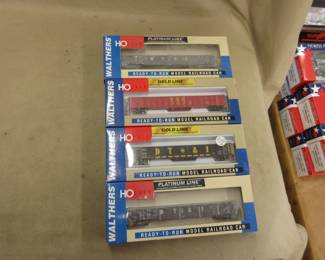 PLATINUM LINE
WALTHERS
HO
READY-TO-RUN MODEL RAILROAD CAR
GOLD LINE
WALTHERS
HO
READY-TO-RUN MODEL RAILROAD CAR
GOLD LINE
WALTHERS
HO
DT&I
READY-TO-RUN MODEL RAILROAD CAR
PLATINUM LINE
WALTHERS
HO
READY-TO-RUN MODEL RAILROAD CAR